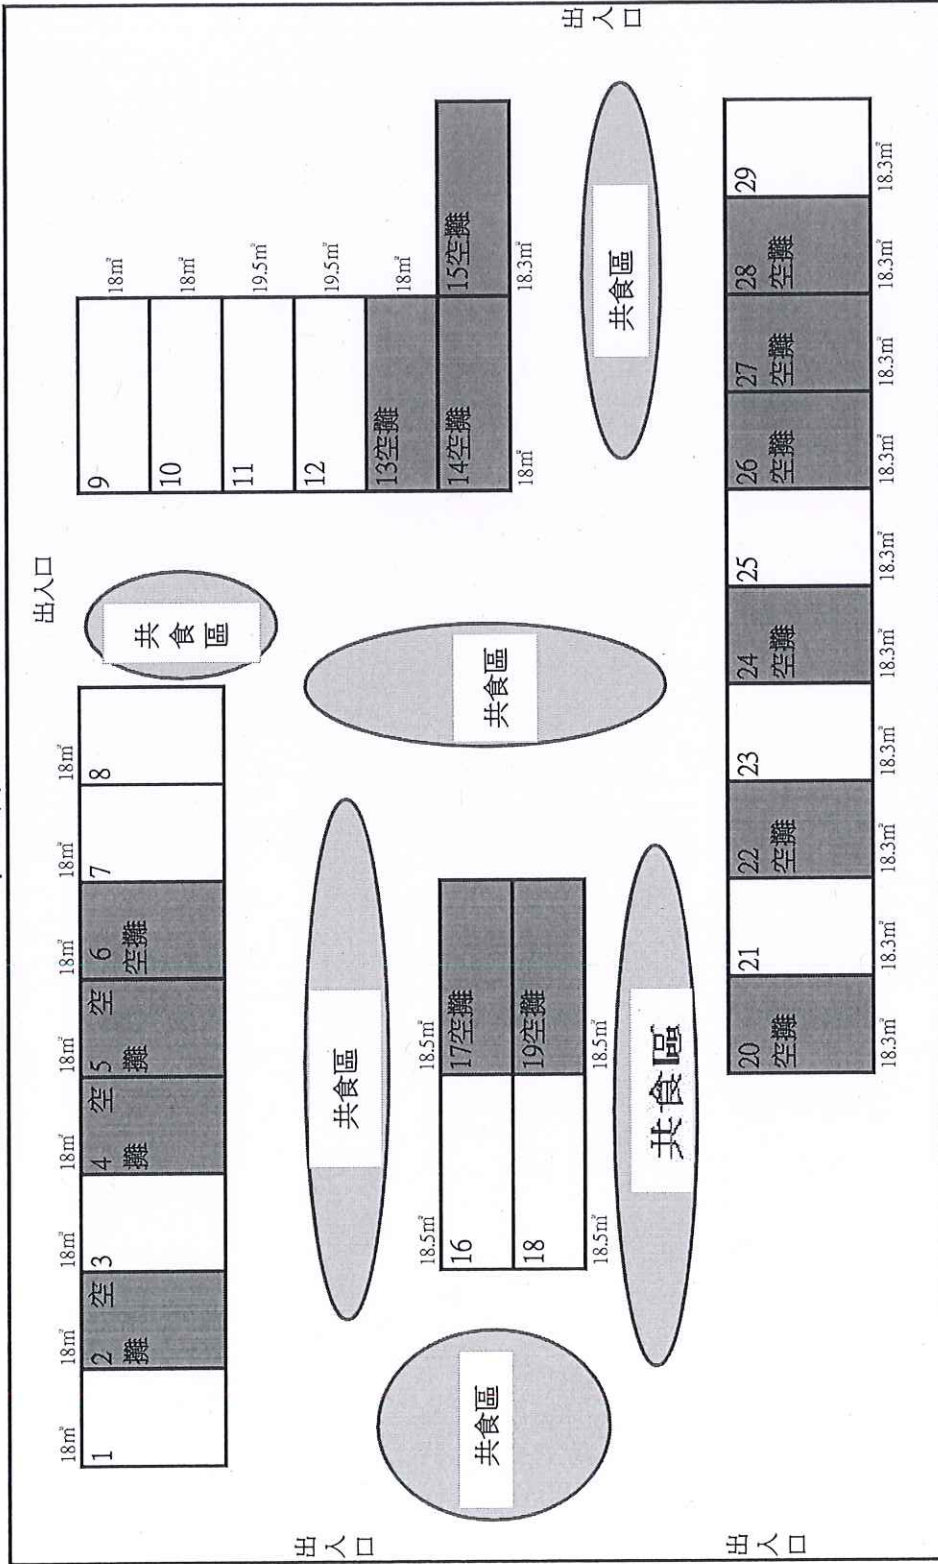 出入口
18㎡ 18㎡ 18㎡ 18㎡ 18㎡ 18㎡ 18㎡ 18㎡
1
2 空
攤
3
4 空
攤
5 空
攤
6
空攤
7
8
共
食
區
9
18㎡
10
18㎡
11
19.5㎡
12
19.5㎡
13空攤
18㎡
14空攤
15空攤
18㎡
18.3㎡
出
入
口
共食區
共食區
共食區
18.5㎡
18.5㎡
16
17空攤
18
19空攤
18.5㎡
18.5㎡
共食區
出
入
口
共食區
共食區
20
空攤
21
22
空攤
23
24
空攤
25
26
空攤
27
空攤
28
空攤
29
18.3㎡ 18.3㎡ 18.3㎡ 18.3㎡ 18.3㎡ 18.3㎡ 18.3㎡ 18.3㎡ 18.3㎡ 18.3㎡
出
入
口